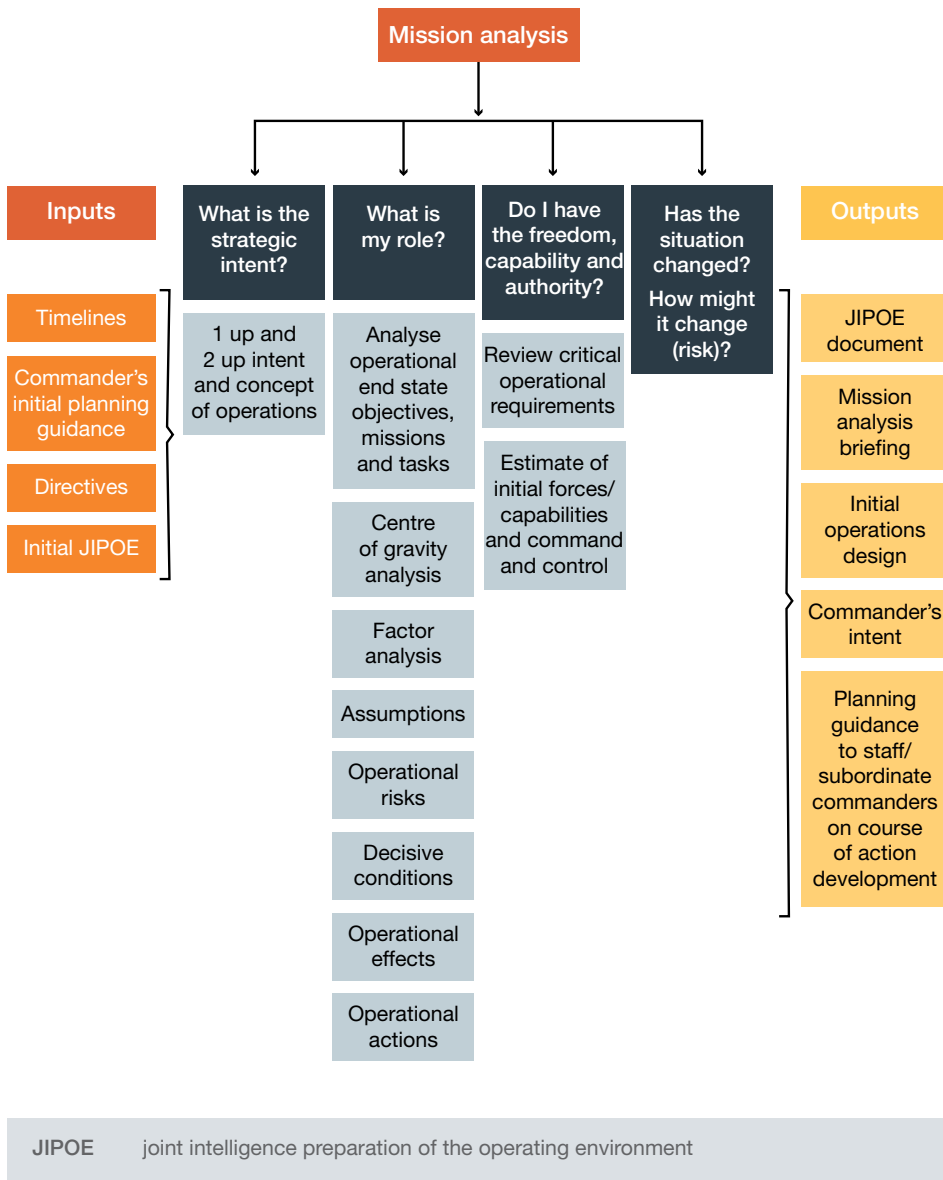 Mission analysis
Inputs
Timelines
Commander's
initial planning
guidance
Directives
Initial JIPOE
What is the
strategic
intent?
1 up and
2 up intent
and concept
of operations
What is
my role?
Analyse
operational
end state
objectives,
missions
and tasks
Centre
of gravity
analysis
Factor
analysis
Assumptions
Operational
risks
Decisive
conditions
Operational
effects
Operational
actions
Do I have
the freedom,
capability and
authority?
Review critical
operational
requirements
Estimate of
initial forces/
capabilities
and command
and control
Has the
situation
changed?
How might
it change
(risk)?
Outputs
JIPOE
document
Mission
analysis
briefing
Initial
operations
design
Commander's
intent
Planning
guidance
to staff/
subordinate
commanders
on course
of action
development
JIPOE joint intelligence preparation of the operating environment